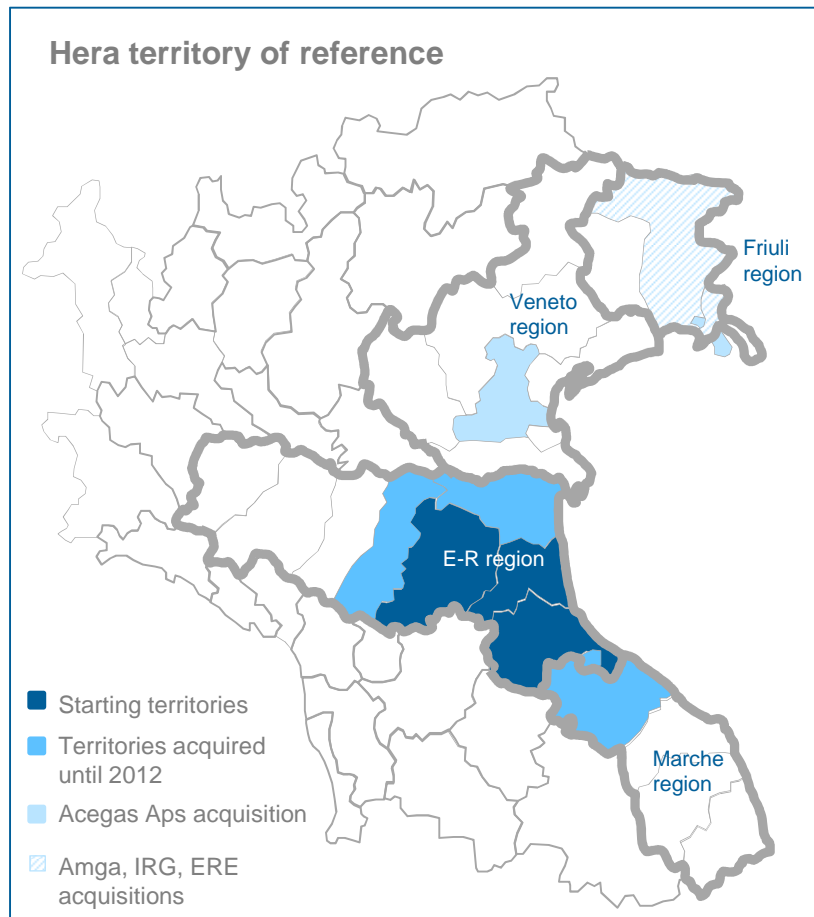 Hera territory of reference
Friuli
region
Veneto
region
E-R region
Marche
region
Starting territories
Territories acquired
until 2012
Acegas Aps acquisition
Amga, IRG, ERE
acquisitions